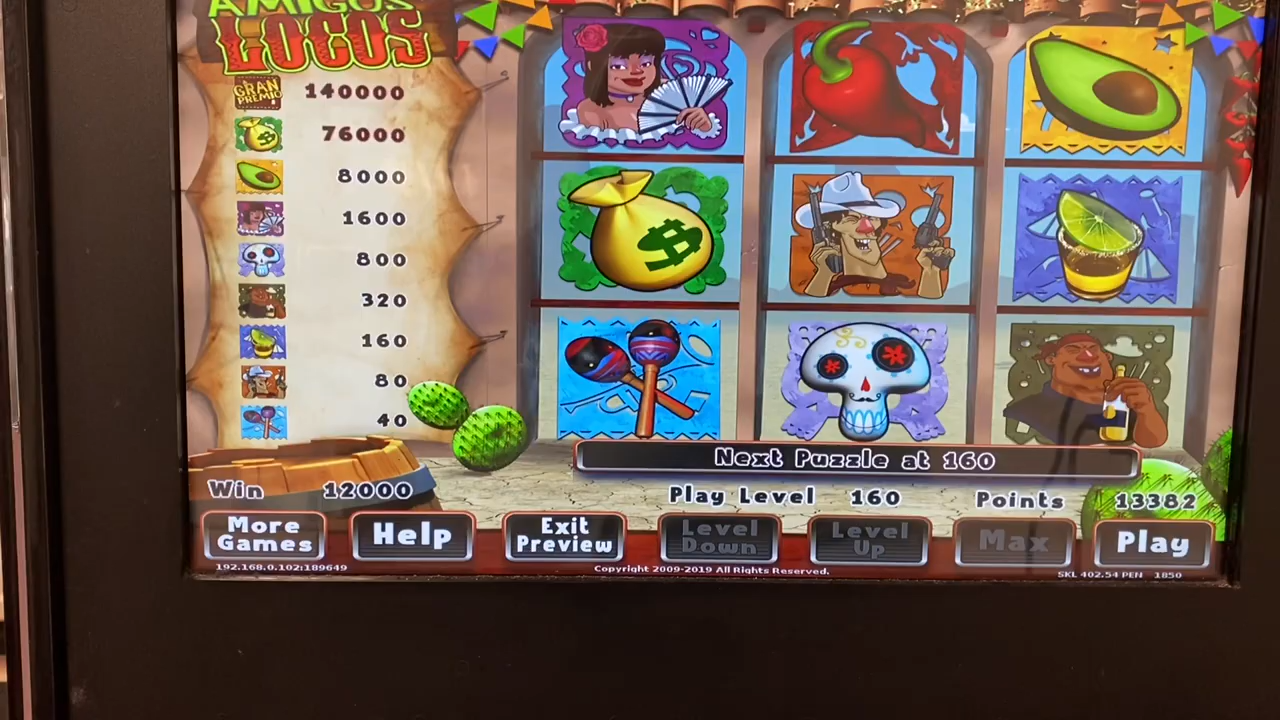 AMIGOS
LOCOS
GRAN PREMIO 140000
76000
8000
1600
800
320
160
80
40
Next Puzzle at 160
Win 12000
Play Level 160
Points 13382
More Games
Help
Exit Preview
Level Down
Level Up
Max
Play
192.168.0.102:189649
Copyright 2009-2019 All Rights Reserved.
SKL 402.54 PEN 1850